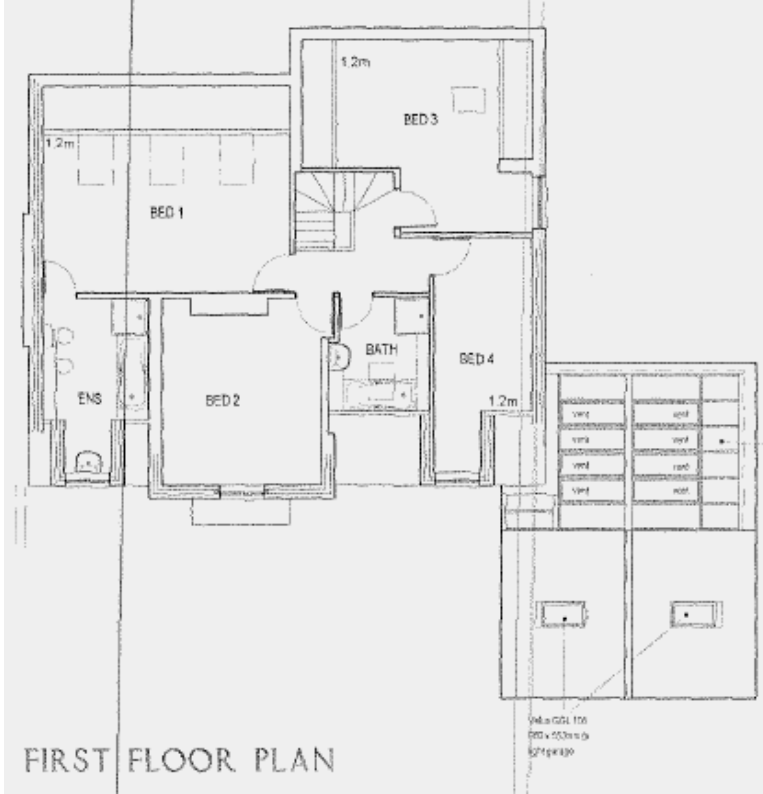 1.2m
BED 3
1.2m
BED 1
BATH
BED 4
ENS
BED 2
1.2m
vent vent
vent vent
vent vent
vent vent
FIRST FLOOR PLAN